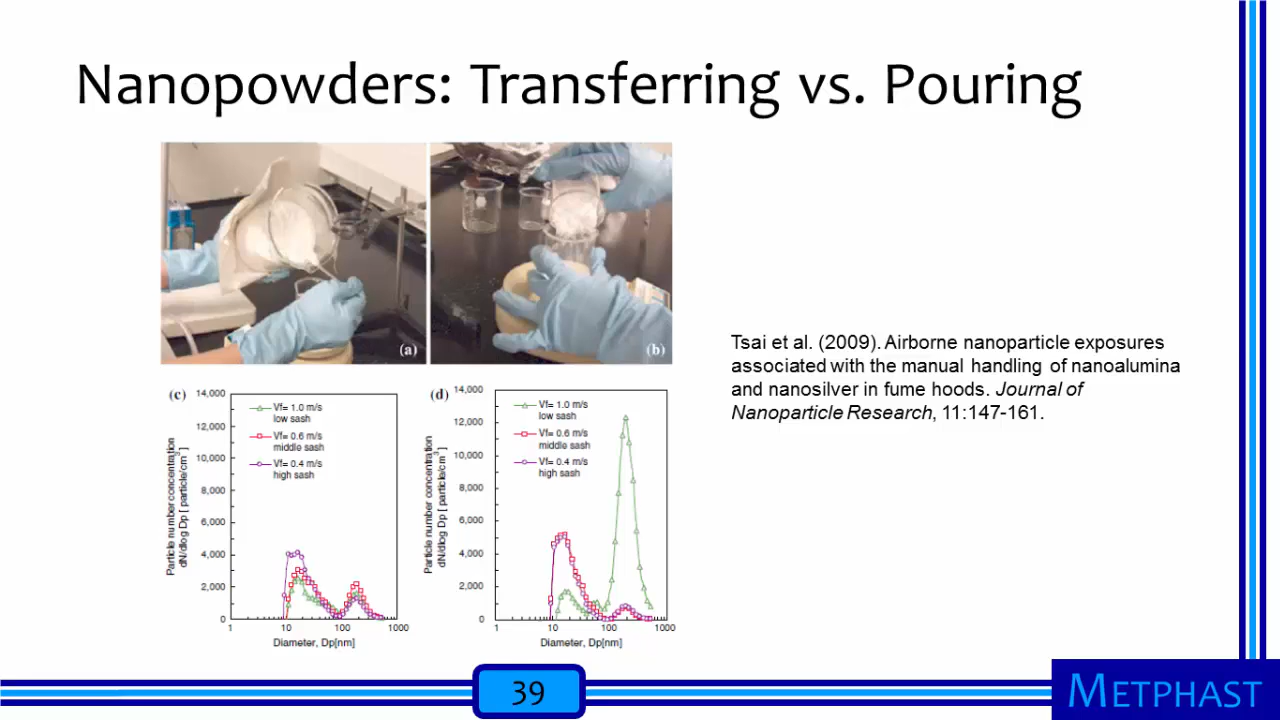 Nanopowders: Transferring vs. Pouring
(a)
(b)
Tsai et al. (2009). Airborne nanoparticle exposures
associated with the manual handling of nanoalumina
and nanosilver in fume hoods. Journal of
Nanoparticle Research, 11:147-161.
(c)
14,000
12,000
10,000
8,000
6,000
4,000
2,000
0
Vf= 1.0 m/s
low sash
Vf= 0.6 m/s
middle sash
Vf= 0.4 m/s
high sash
Particle number concentration
dN/dlog Dp [ particle/cm³]
1
10
100
1000
Diameter, Dp[nm]
(d)
14,000
12,000
10,000
8,000
6,000
4,000
2,000
0
Vf= 1.0 m/s
low sash
Vf= 0.6 m/s
middle sash
Vf= 0.4 m/s
high sash
Particle number concentration
dN/dlog Dp [ particle/cm³]
1
10
100
1000
Diameter, Dp[nm]
39
METPHAST